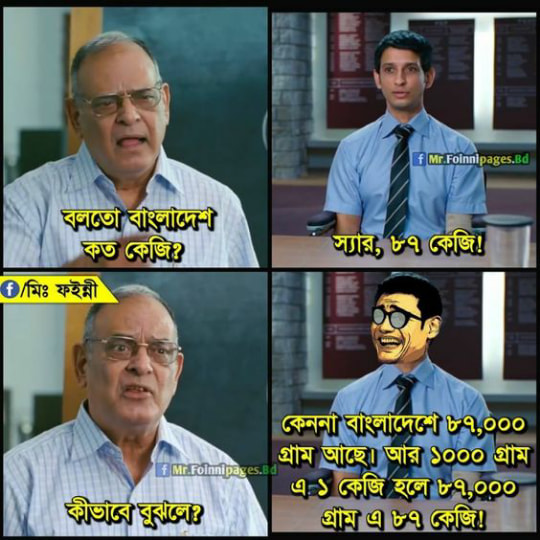 বলতো বাংলাদেশ
কত কেজি?
f Mr.Foinnipages.Bd
স্যার, ৮৭ কেজি!
f /মিঃ ফইন্নী
f Mr.Foinnipages.Bd
কীভাবে বুঝলে?
কেননা বাংলাদেশে ৮৭,০০০
গ্রাম আছে। আর ১০০০ গ্রাম
এ ১ কেজি হলে ৮৭,০০০
গ্রাম এ ৮৭ কেজি!